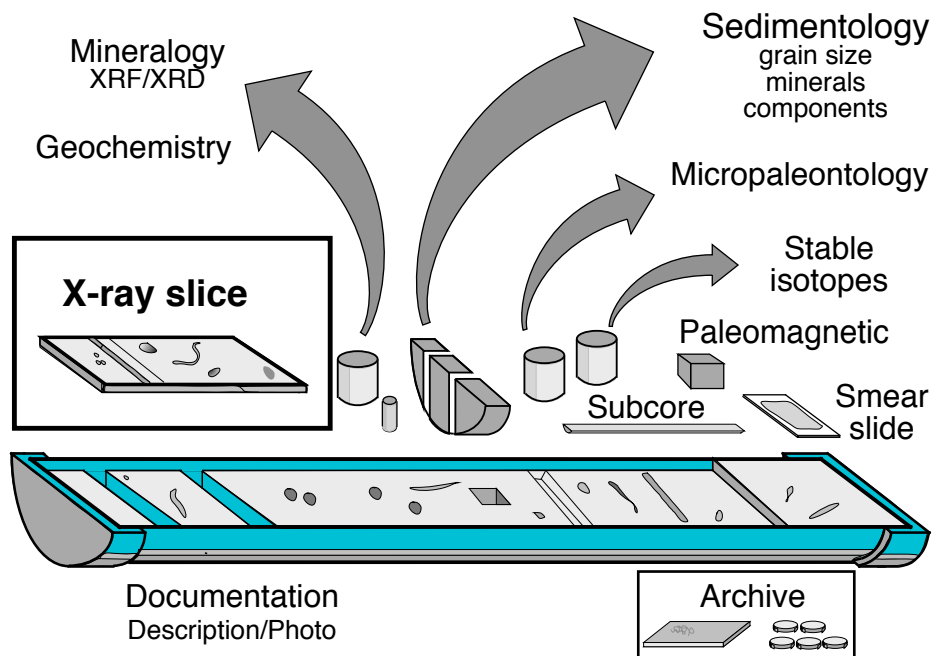 Mineralogy
XRF/XRD
Geochemistry
Sedimentology
grain size
minerals
components
Micropaleontology
Stable
isotopes
X-ray slice
Paleomagnetic
Subcore
Smear
slide
Documentation
Description/Photo
Archive